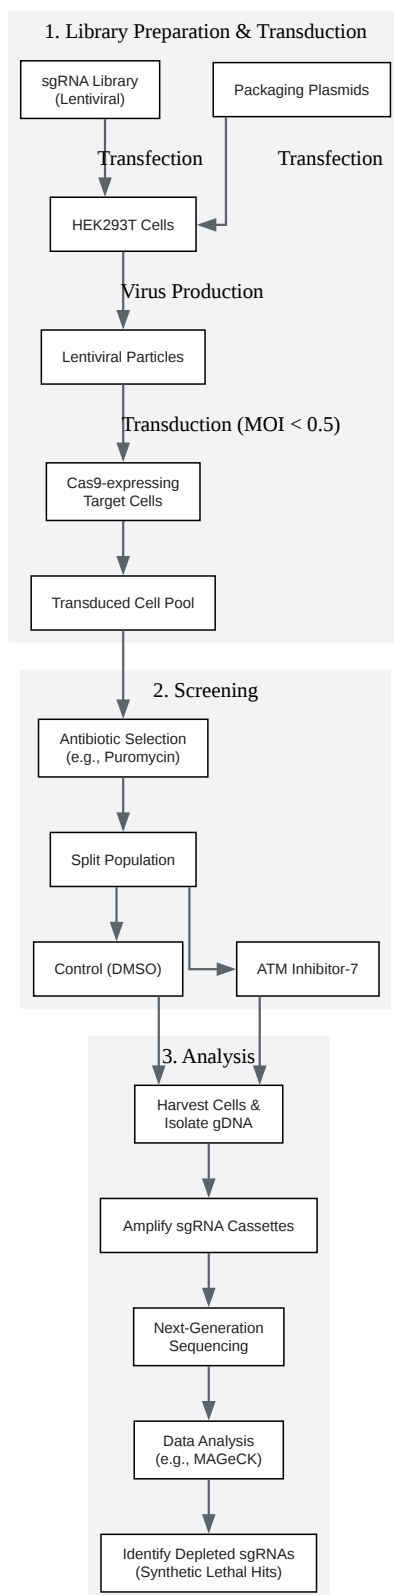 1. Library Preparation & Transduction
sgRNA Library
(Lentiviral)
Packaging Plasmids
Transfection
Transfection
HEK293T Cells
Virus Production
Lentiviral Particles
Transduction (MOI < 0.5)
Cas9-expressing
Target Cells
Transduced Cell Pool
2. Screening
Antibiotic Selection
(e.g., Puromycin)
Split Population
Control (DMSO)
ATM Inhibitor-7
3. Analysis
Harvest Cells &
Isolate gDNA
Amplify sgRNA Cassettes
Next-Generation
Sequencing
Data Analysis
(e.g., MAGeCK)
Identify Depleted sgRNAs
(Synthetic Lethal Hits)